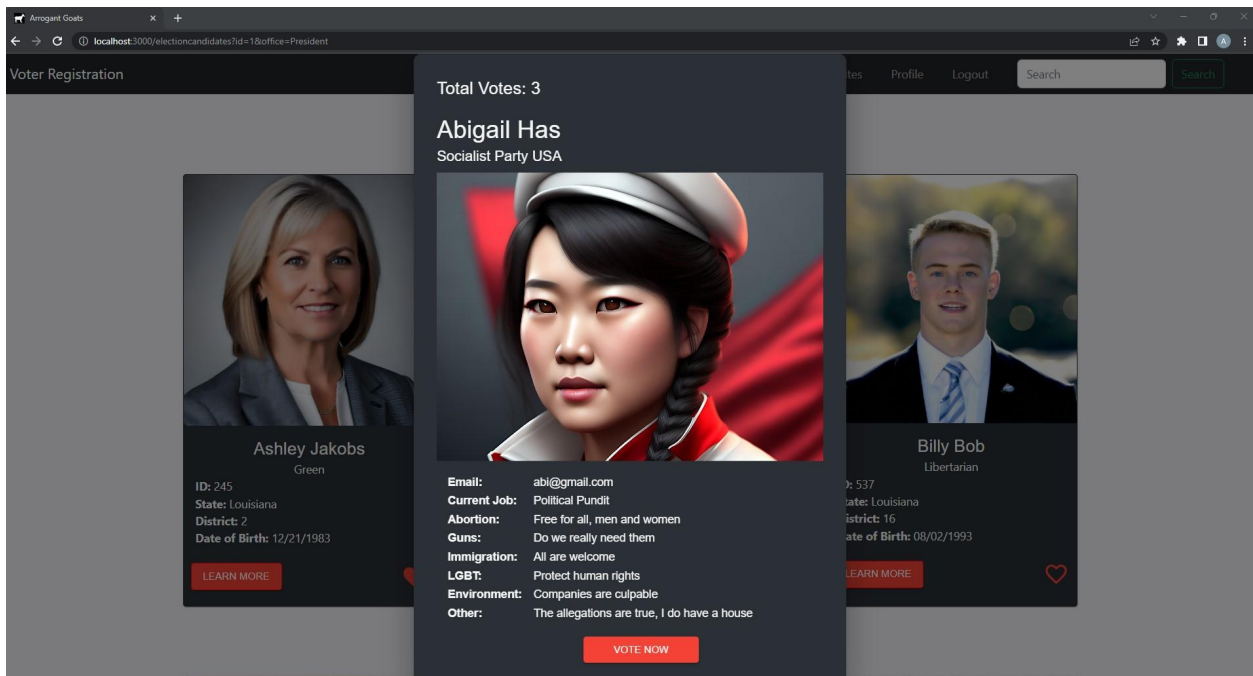 Arrogant Goats
localhost:3000/electioncandidates?id=1&office=President
A
Voter Registration
Profile
Logout
Search
Search
Total Votes: 3
Abigail Has
Socialist Party USA
Email: abi@gmail.com
Current Job: Political Pundit
Abortion: Free for all, men and women
Guns: Do we really need them
Immigration: All are welcome
LGBT: Protect human rights
Environment: Companies are culpable
Other: The allegations are true, I do have a house
VOTE NOW
Ashley Jakobs
Green
ID: 245
State: Louisiana
District: 2
Date of Birth: 12/21/1983
LEARN MORE
Billy Bob
Libertarian
537
Louisiana
16
of Birth: 08/02/1993
LEARN MORE